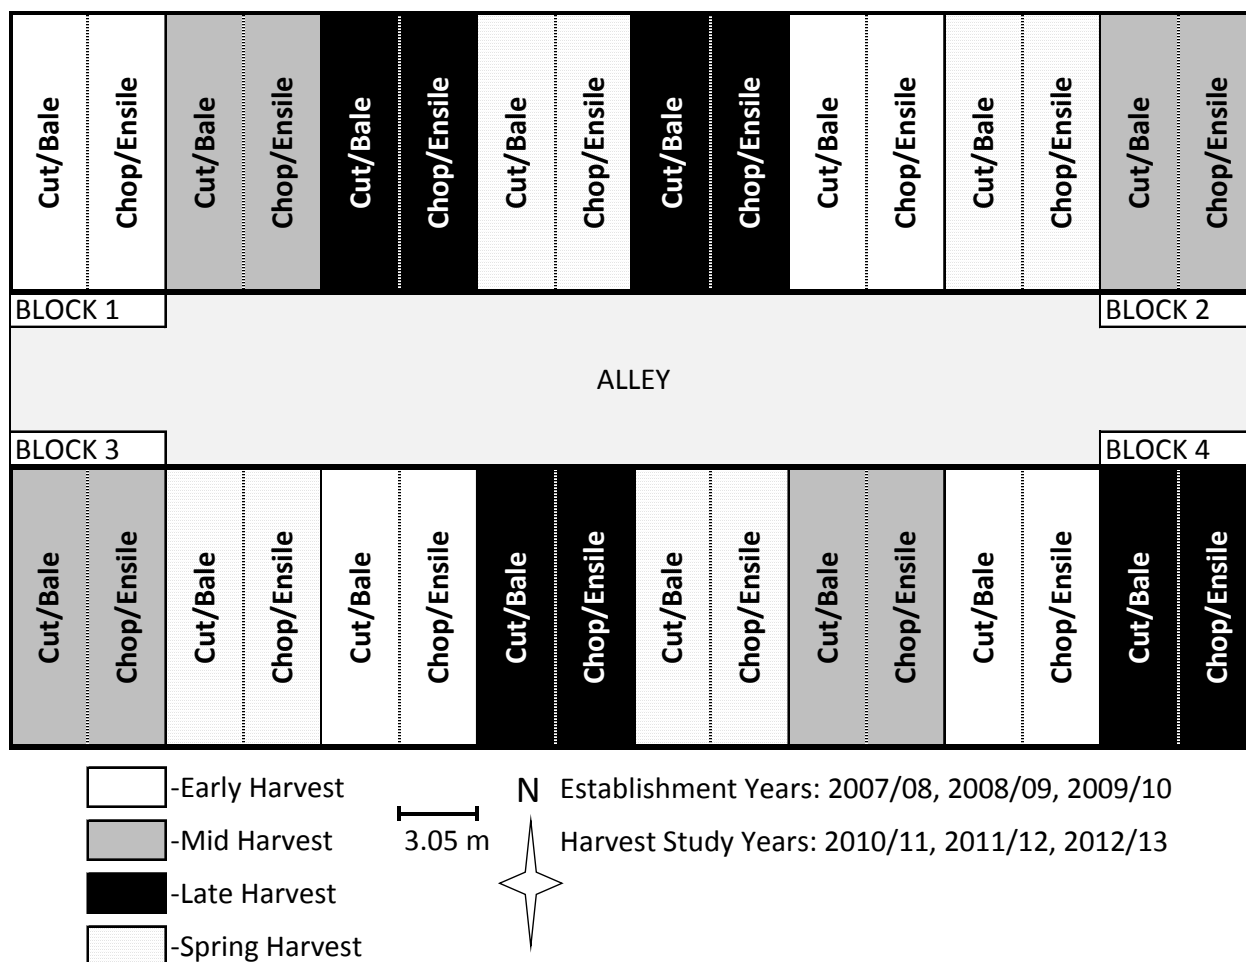 Cut/Bale Chop/Ensile Cut/Bale Chop/Ensile Cut/Bale Chop/Ensile Cut/Bale Chop/Ensile Cut/Bale Chop/Ensile Cut/Bale Chop/Ensile Cut/Bale Chop/Ensile Cut/Bale Chop/Ensile
BLOCK 1 BLOCK 2
ALLEY
BLOCK 3 BLOCK 4
Cut/Bale Chop/Ensile Cut/Bale Chop/Ensile Cut/Bale Chop/Ensile Cut/Bale Chop/Ensile Cut/Bale Chop/Ensile Cut/Bale Chop/Ensile Cut/Bale Chop/Ensile Cut/Bale Chop/Ensile
-Early Harvest
-Mid Harvest
-Late Harvest
-Spring Harvest
3.05 m
N
Establishment Years: 2007/08, 2008/09, 2009/10
Harvest Study Years: 2010/11, 2011/12, 2012/13